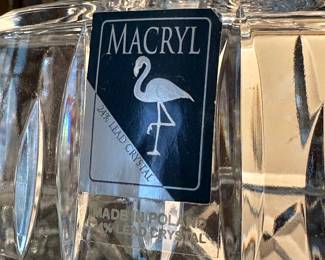 MACRYL
24% LEAD CRYSTAL
MADE IN POLAND
24% LEAD CRYSTAL